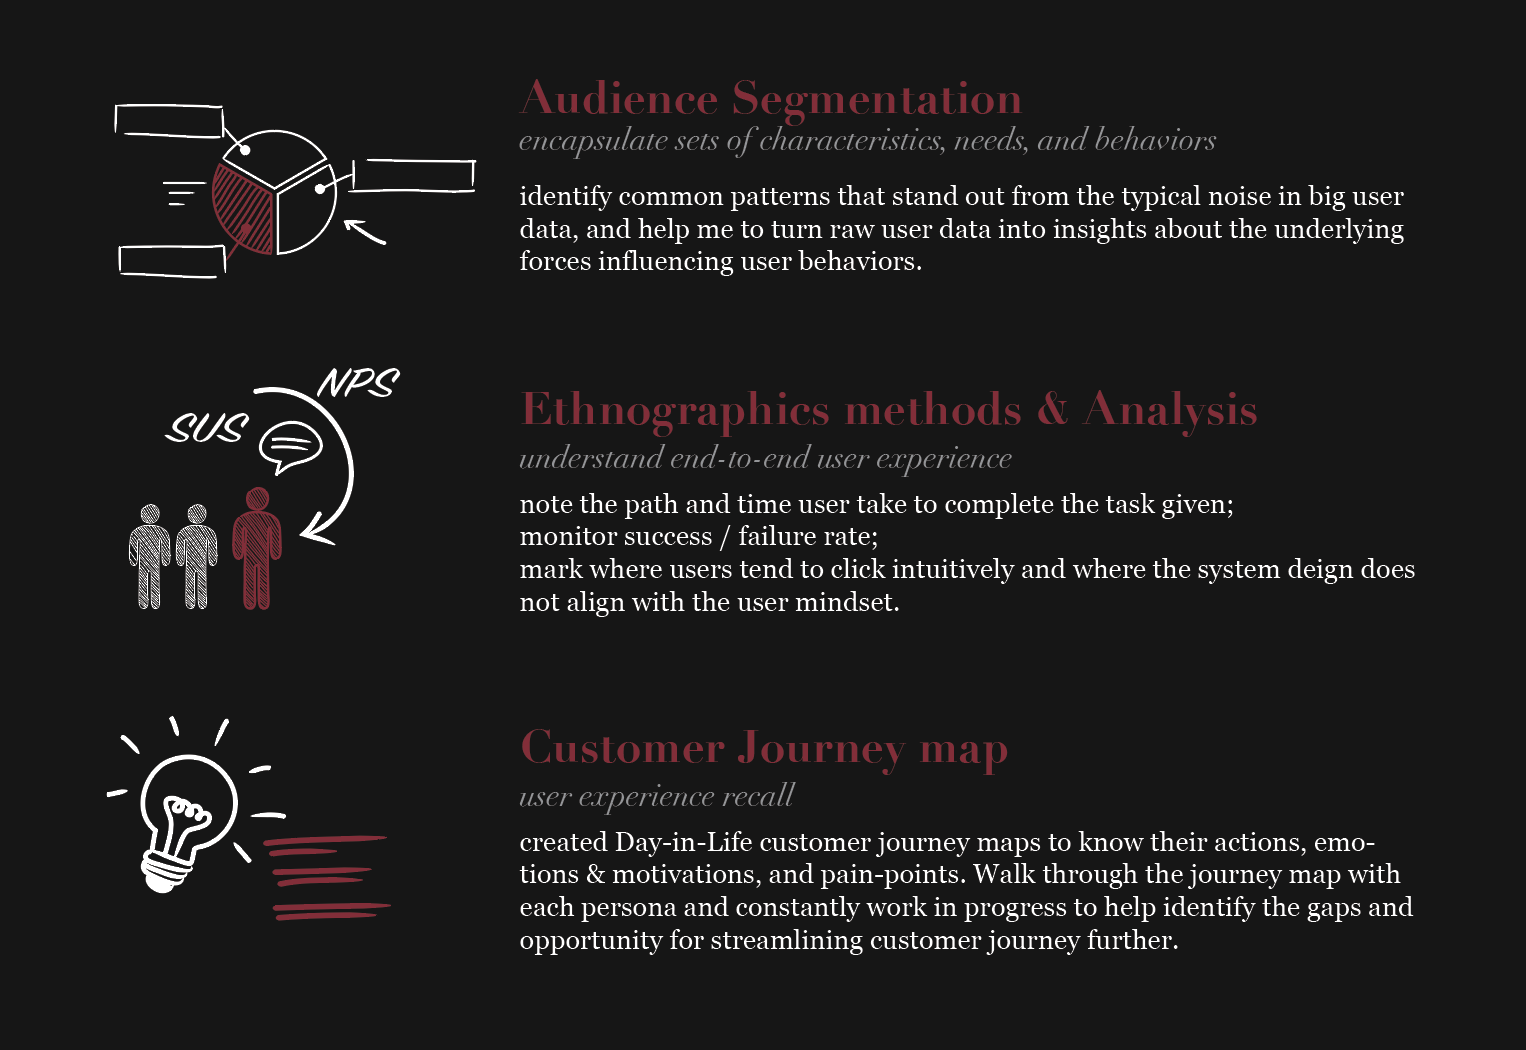 Audience Segmentation
encapsulate sets of characteristics, needs, and behaviors
identify common patterns that stand out from the typical noise in big user
data, and help me to turn raw user data into insights about the underlying
forces influencing user behaviors.
NPS
SUS
Ethnographics methods & Analysis
understand end-to-end user experience
note the path and time user take to complete the task given;
monitor success / failure rate;
mark where users tend to click intuitively and where the system deign does
not align with the user mindset.
Customer Journey map
user experience recall
created Day-in-Life customer journey maps to know their actions, emo-
tions & motivations, and pain-points. Walk through the journey map with
each persona and constantly work in progress to help identify the gaps and
opportunity for streamlining customer journey further.